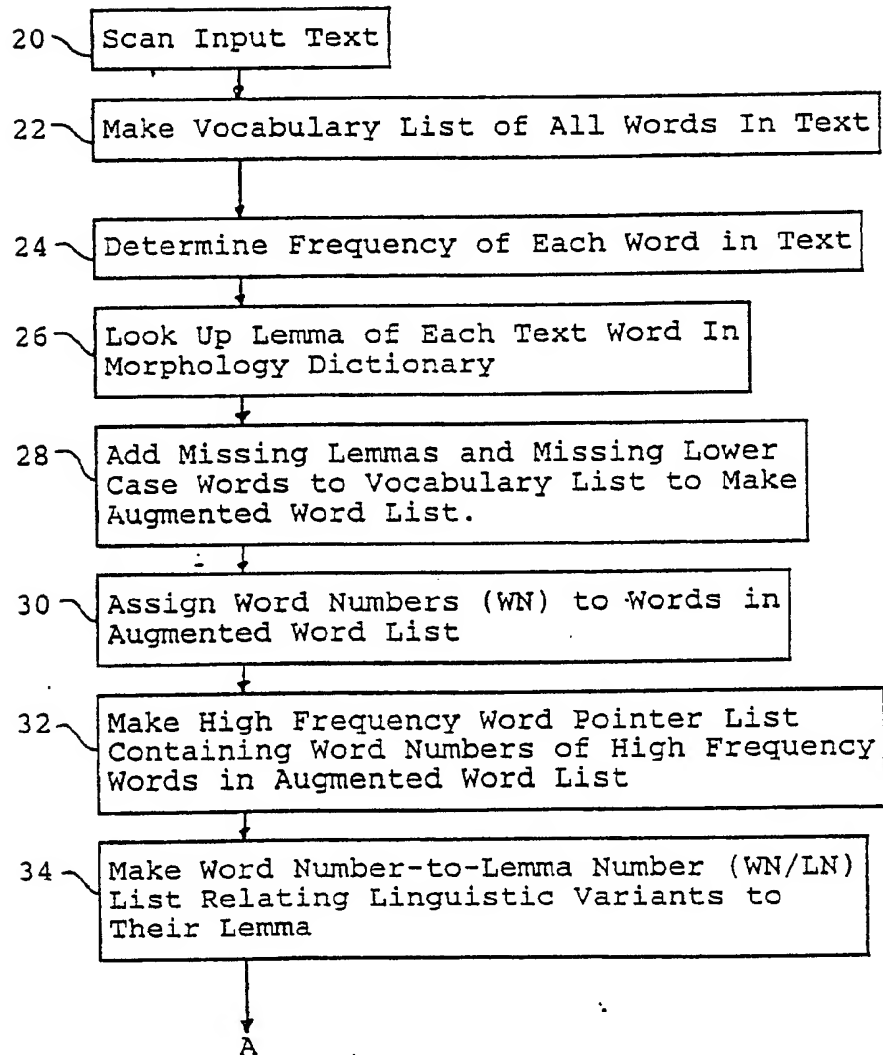 20 Scan Input Text
22 Make Vocabulary List of All Words In Text
24 Determine Frequency of Each Word in Text
26 Look Up Lemma of Each Text Word In
Morphology Dictionary
28 Add Missing Lemmas and Missing Lower
Case Words to Vocabulary List to Make
Augmented Word List.
30 Assign Word Numbers (WN) to Words in
Augmented Word List
32 Make High Frequency Word Pointer List
Containing Word Numbers of High Frequency
Words in Augmented Word List
34 Make Word Number-to-Lemma Number (WN/LN)
List Relating Linguistic Variants to
Their Lemma
A